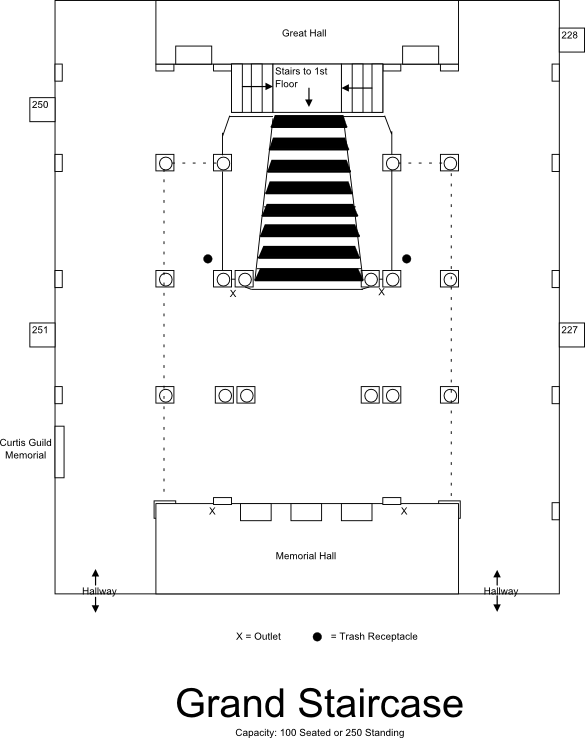 Great Hall
228
Stairs to 1st
Floor
250
X
X
251
227
Curtis Guild
Memorial
X
X
Memorial Hall
Hallway
Hallway
X = Outlet
= Trash Receptacle
Grand Staircase
Capacity: 100 Seated or 250 Standing